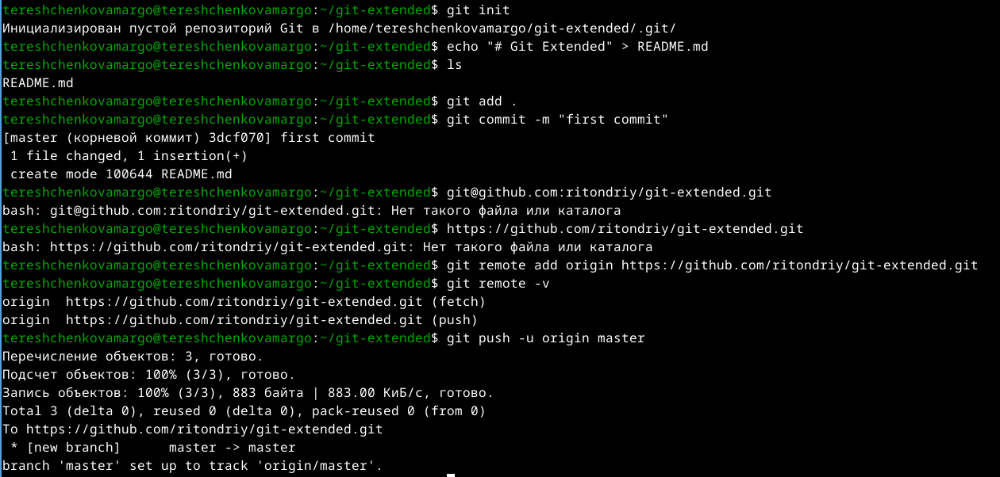 tereshchenkovamargo@tereshchenkovamargo:~/git-extended$ git init
Инициализирован пустой репозиторий Git в /home/tereshchenkovamargo/git-extended/.git/
tereshchenkovamargo@tereshchenkovamargo:~/git-extended$ echo "# Git Extended" > README.md
tereshchenkovamargo@tereshchenkovamargo:~/git-extended$ ls
README.md
tereshchenkovamargo@tereshchenkovamargo:~/git-extended$ git add .
tereshchenkovamargo@tereshchenkovamargo:~/git-extended$ git commit -m "first commit"
[master (корневой коммит) 3dcf070] first commit
 1 file changed, 1 insertion(+)
 create mode 100644 README.md
tereshchenkovamargo@tereshchenkovamargo:~/git-extended$ git@github.com:ritondriy/git-extended.git
bash: git@github.com:ritondriy/git-extended.git: Нет такого файла или каталога
tereshchenkovamargo@tereshchenkovamargo:~/git-extended$ https://github.com/ritondriy/git-extended.git
bash: https://github.com/ritondriy/git-extended.git: Нет такого файла или каталога
tereshchenkovamargo@tereshchenkovamargo:~/git-extended$ git remote add origin https://github.com/ritondriy/git-extended.git
tereshchenkovamargo@tereshchenkovamargo:~/git-extended$ git remote -v
origin  https://github.com/ritondriy/git-extended.git (fetch)
origin  https://github.com/ritondriy/git-extended.git (push)
tereshchenkovamargo@tereshchenkovamargo:~/git-extended$ git push -u origin master
Перечисление объектов: 3, готово.
Подсчет объектов: 100% (3/3), готово.
Запись объектов: 100% (3/3), 883 байта | 883.00 КиБ/с, готово.
Total 3 (delta 0), reused 0 (delta 0), pack-reused 0 (from 0)
To https://github.com/ritondriy/git-extended.git
 * [new branch]      master -> master
branch 'master' set up to track 'origin/master'.